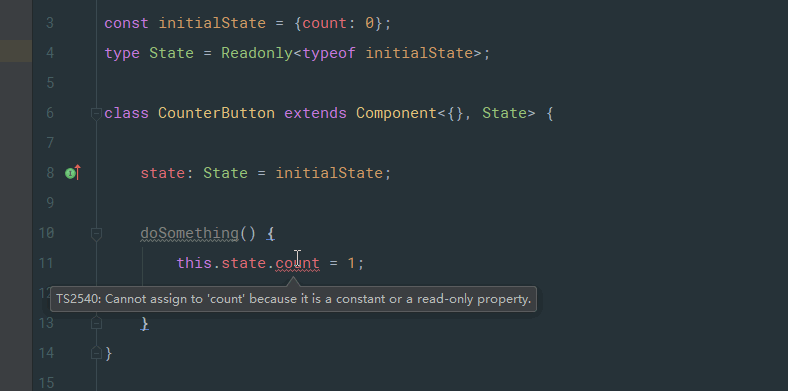 3 const initialState = {count: 0};
4 type State = Readonly<typeof initialState>;
5
6 class CounterButton extends Component<{}, State> {
7
8 state: State = initialState;
9
10 doSomething() {
11 this.state.count = 1;
TS2540: Cannot assign to 'count' because it is a constant or a read-only property.
13 }
14 }
15